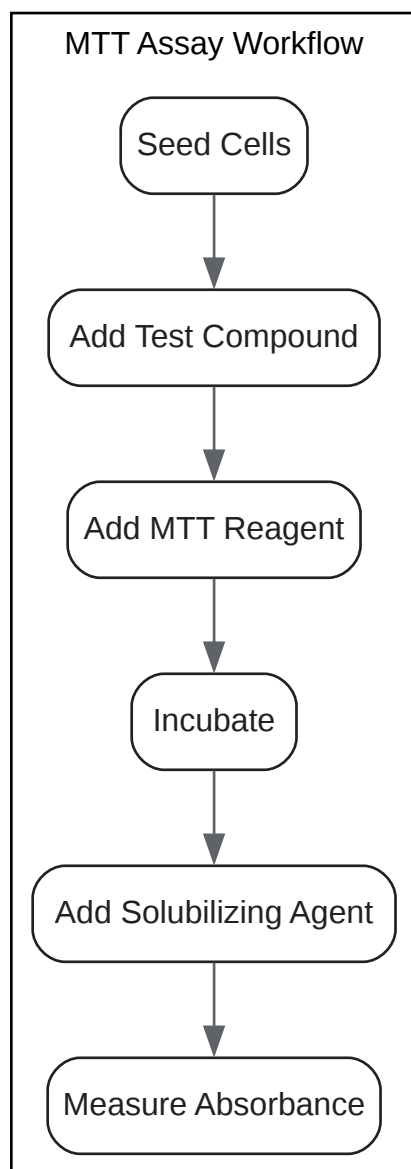 MTT Assay Workflow
Seed Cells
Add Test Compound
Add MTT Reagent
Incubate
Add Solubilizing Agent
Measure Absorbance